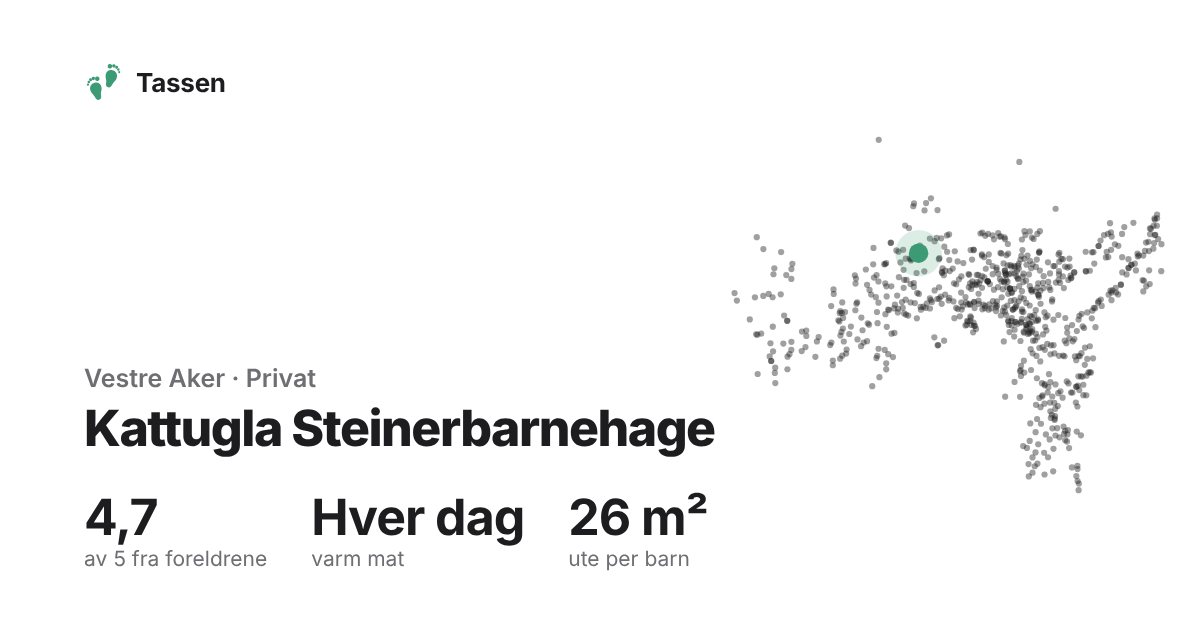 Tassen
Vestre Aker · Privat
Kattugla Steinerbarnehage
4,7 Hver dag 26 m²
av 5 fra foreldrene varm mat ute per barn